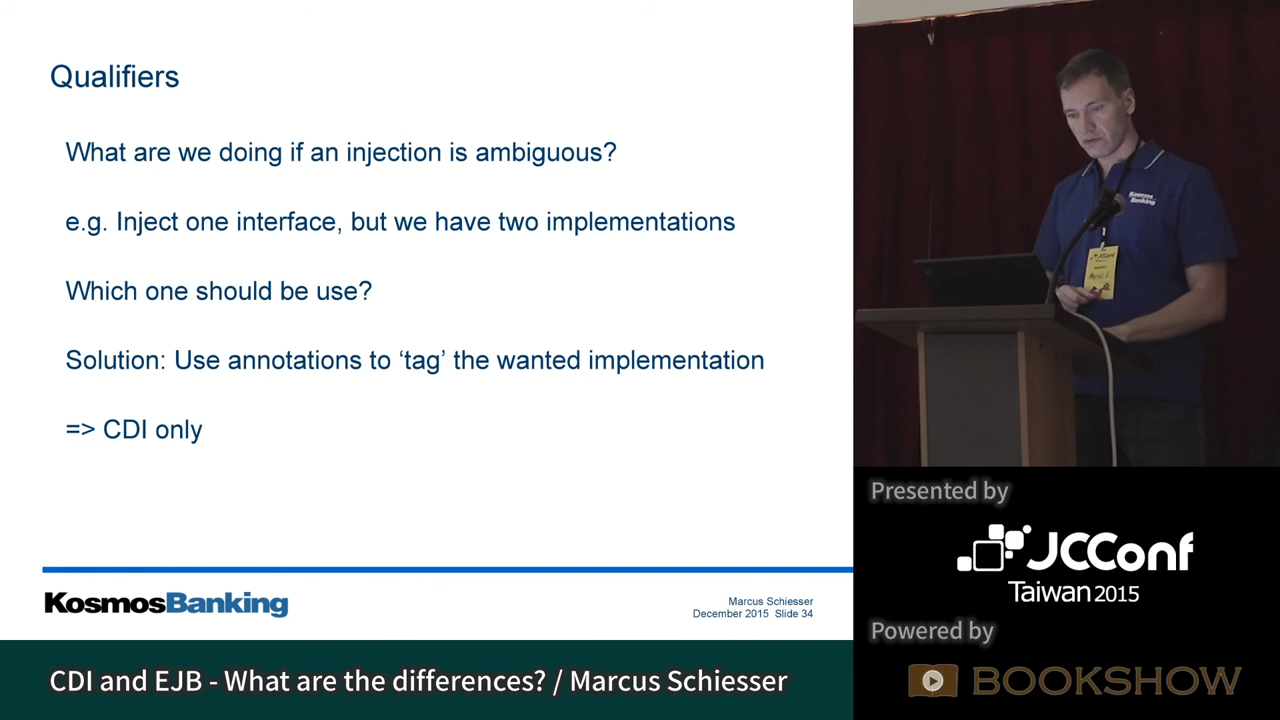 Qualifiers
What are we doing if an injection is ambiguous?
e.g. Inject one interface, but we have two implementations
Which one should be use?
Solution: Use annotations to ‘tag’ the wanted implementation
=> CDI only
KosmosBanking
Marcus Schiesser
December 2015 Slide 34
CDI and EJB - What are the differences? / Marcus Schiesser
Kosmos
Banking
JCConf
Presented by
JCConf
Taiwan 2015
Powered by
BOOKSHOW